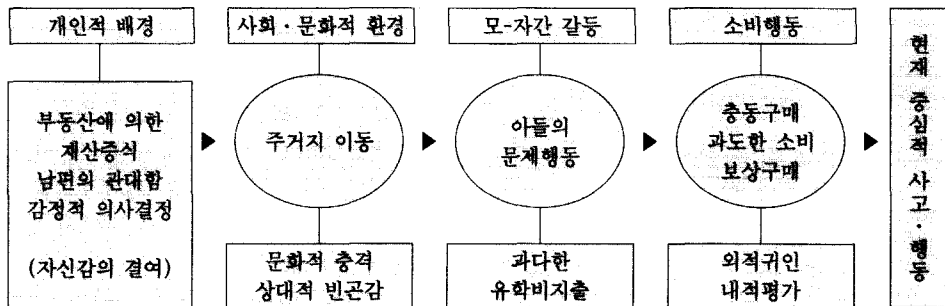 개인적 배경
부동산에 의한
재산증식
남편의 관대함
감정적 의사결정
(자신감의 결여)
사회·문화적 환경
주거지 이동
문화적 충격
상대적 빈곤감
모-자간 갈등
아들의
문제행동
과다한
유학비지출
소비행동
충동구매
과도한 소비
보상구매
외적귀인
내적평가
현재 중심적 사고·행동